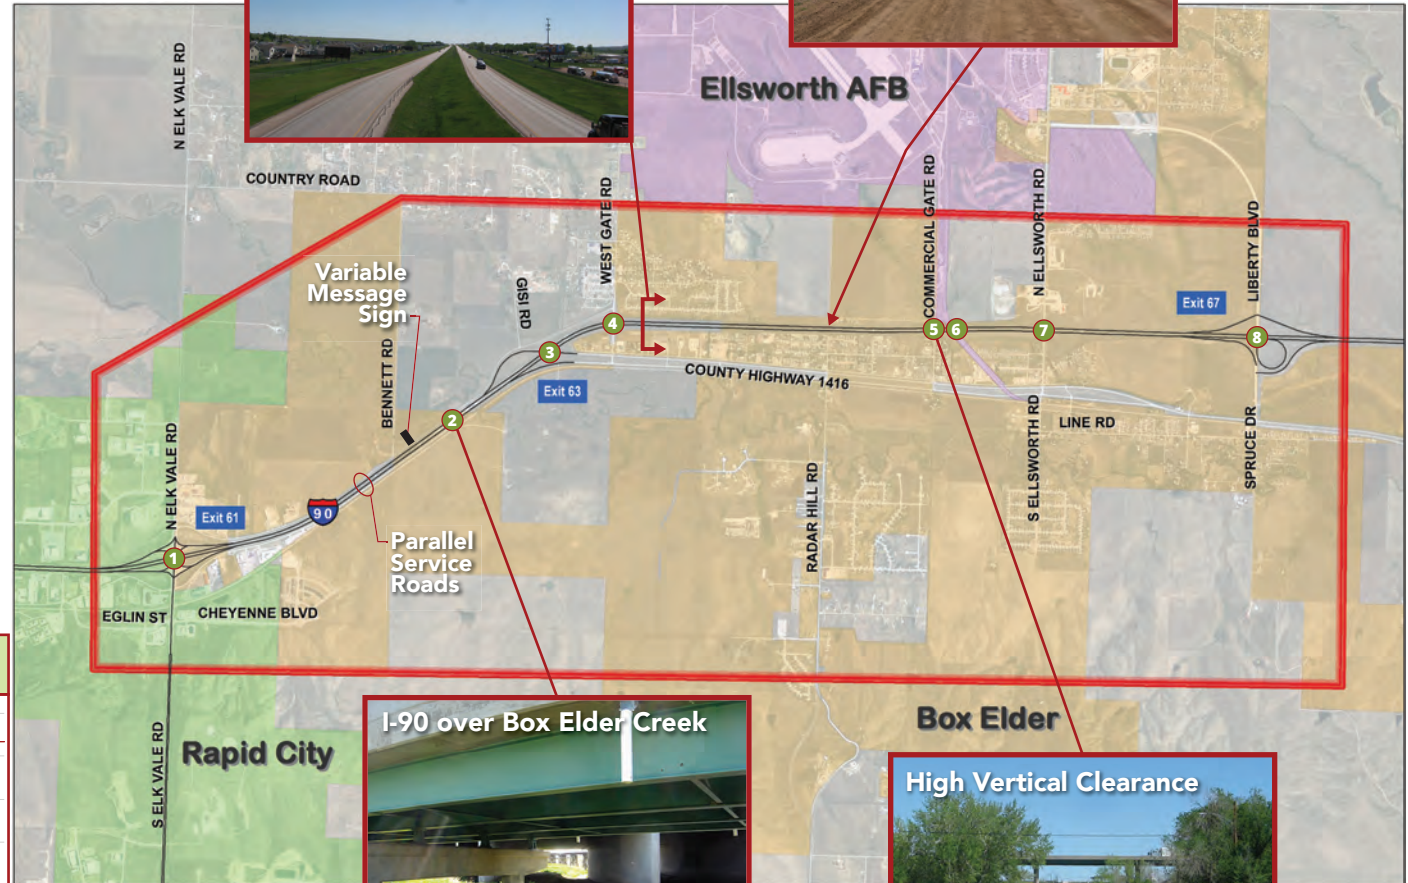 Ellsworth AFB
N ELK VALE RD
COUNTRY ROAD
WEST GATE RD
COMMERCIAL GATE RD
N ELLSWORTH RD
LIBERTY BLVD
Variable
Message
Sign
GISI RD
Exit 67
4
5
6
7
8
3
BENNETT RD
COUNTY HIGHWAY 1416
Exit 63
2
LINE RD
N ELK VALE RD
S ELLSWORTH RD
SPRUCE DR
RADAR HILL RD
Exit 61
90
Parallel
Service
Roads
1
EGLIN ST
CHEYENNE BLVD
S ELK VALE RD
Rapid City
I-90 over Box Elder Creek
Box Elder
High Vertical Clearance